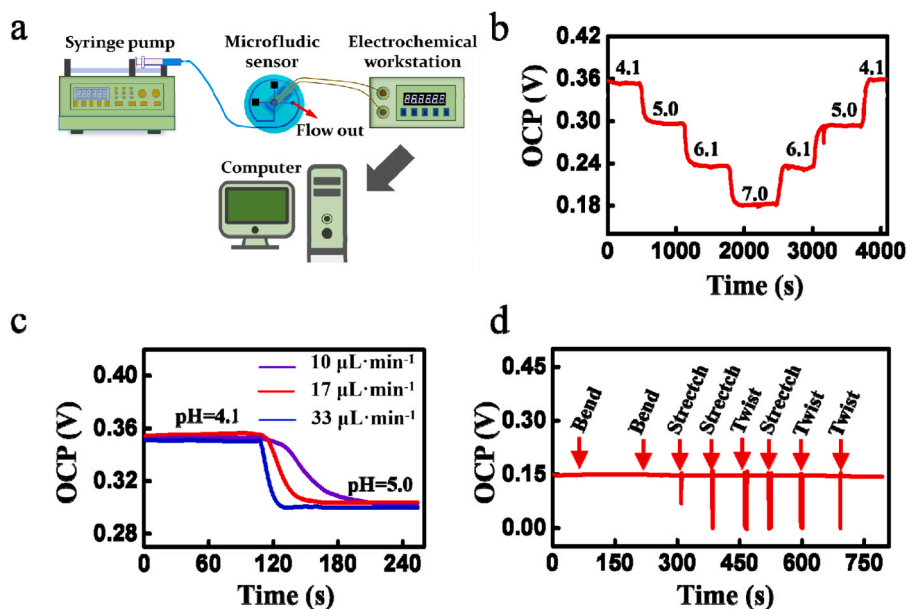 a
Syringe pump
Microfludic
sensor
Electrochemical
workstation
Flow out
Computer
b
OCP (V)
0.42
0.36
0.30
0.24
0.18
4.1
5.0
6.1
7.0
6.1
5.0
4.1
0 1000 2000 3000 4000
Time (s)
c
OCP (V)
0.40
0.36
0.32
0.28
10 μL·min⁻¹
17 μL·min⁻¹
33 μL·min⁻¹
pH=4.1
pH=5.0
0 60 120 180 240
Time (s)
d
OCP (V)
0.45
0.30
0.15
0.00
Bend
Bend
Strectch
Strectch
Twist
Strectch
Twist
Twist
0 150 300 450 600 750
Time (s)